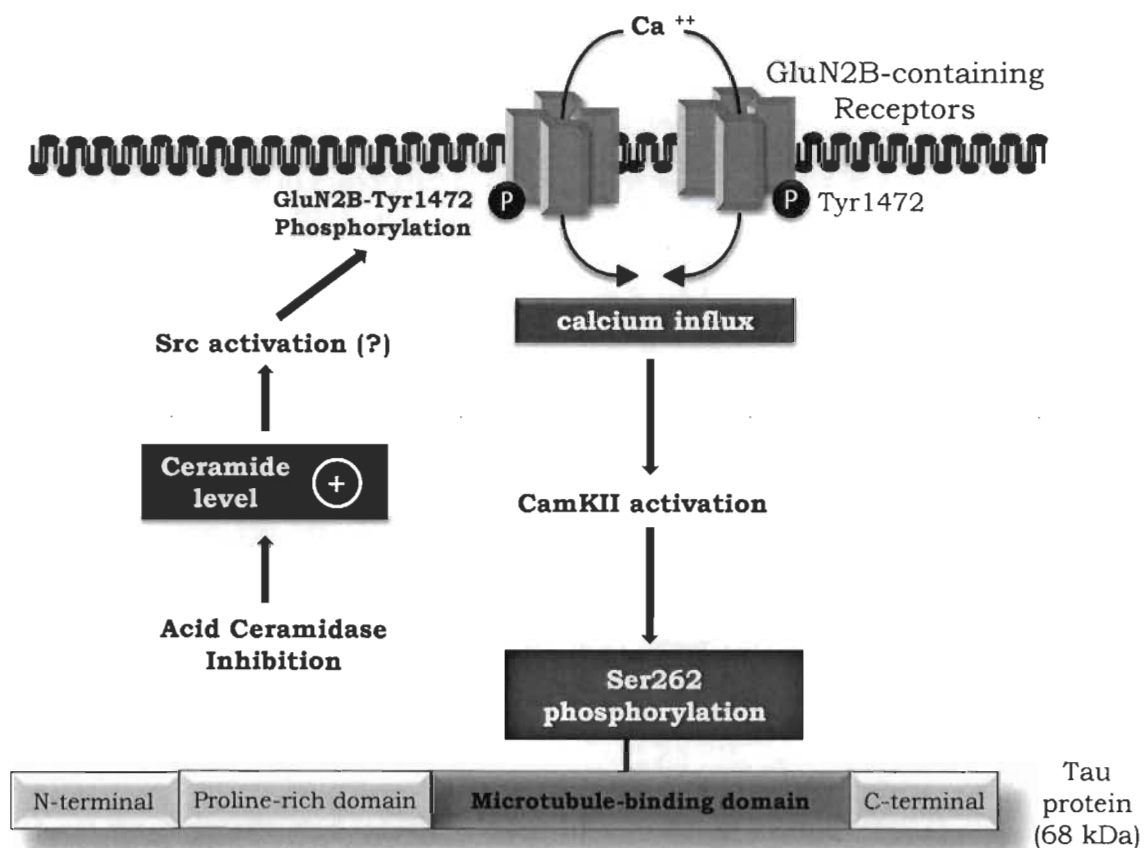 Ca ++
GluN2B-containing
Receptors
GluN2B-Tyr1472
Phosphorylation
P
P
Tyr1472
calcium influx
Src activation (?)
Ceramide
level
+
CamKII activation
Acid Ceramidase
Inhibition
Ser262
phosphorylation
N-terminal
Proline-rich domain
Microtubule-binding domain
C-terminal
Tau
protein
(68 kDa)